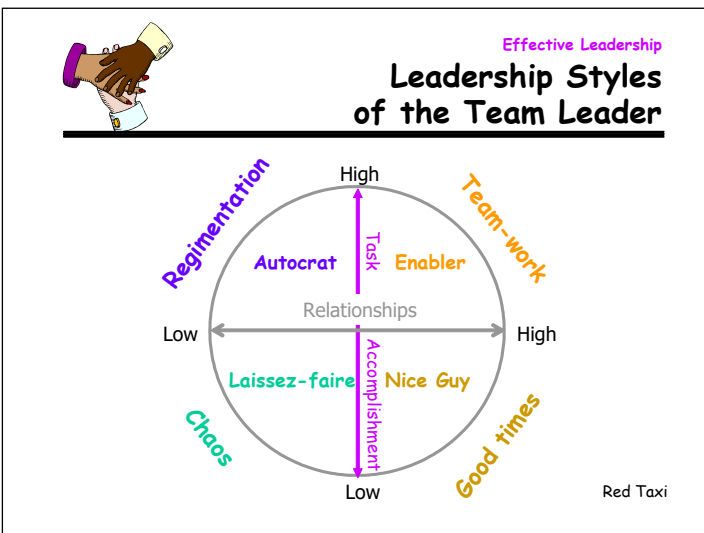 Effective Leadership
Leadership Styles
of the Team Leader
High
Regimentation
Team-work
Task
Autocrat
Enabler
Relationships
Low
High
Accomplishment
Laissez-faire
Nice Guy
Chaos
Good times
Low
Red Taxi